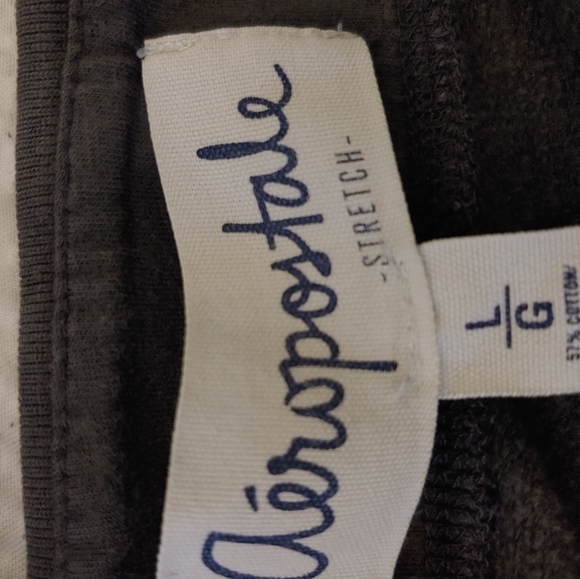 Aéropostale
-STRETCH-
L
G
57% COTTON/